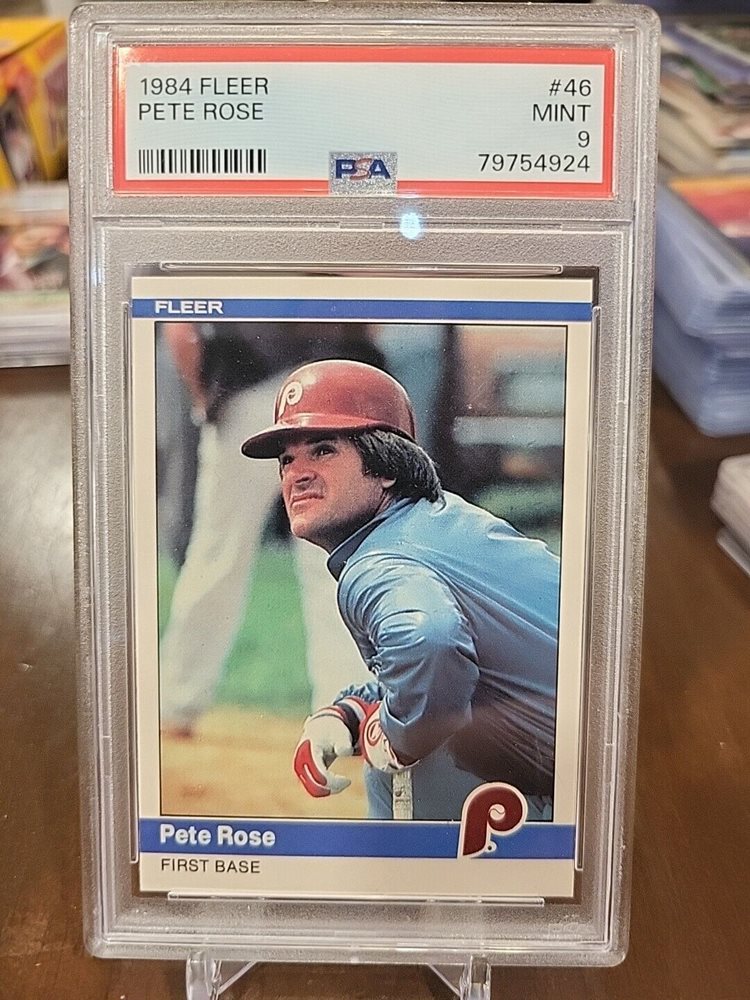 1984 FLEER
PETE ROSE
#46
MINT
9
79754924
PSA
FLEER
P
Pete Rose
P
FIRST BASE